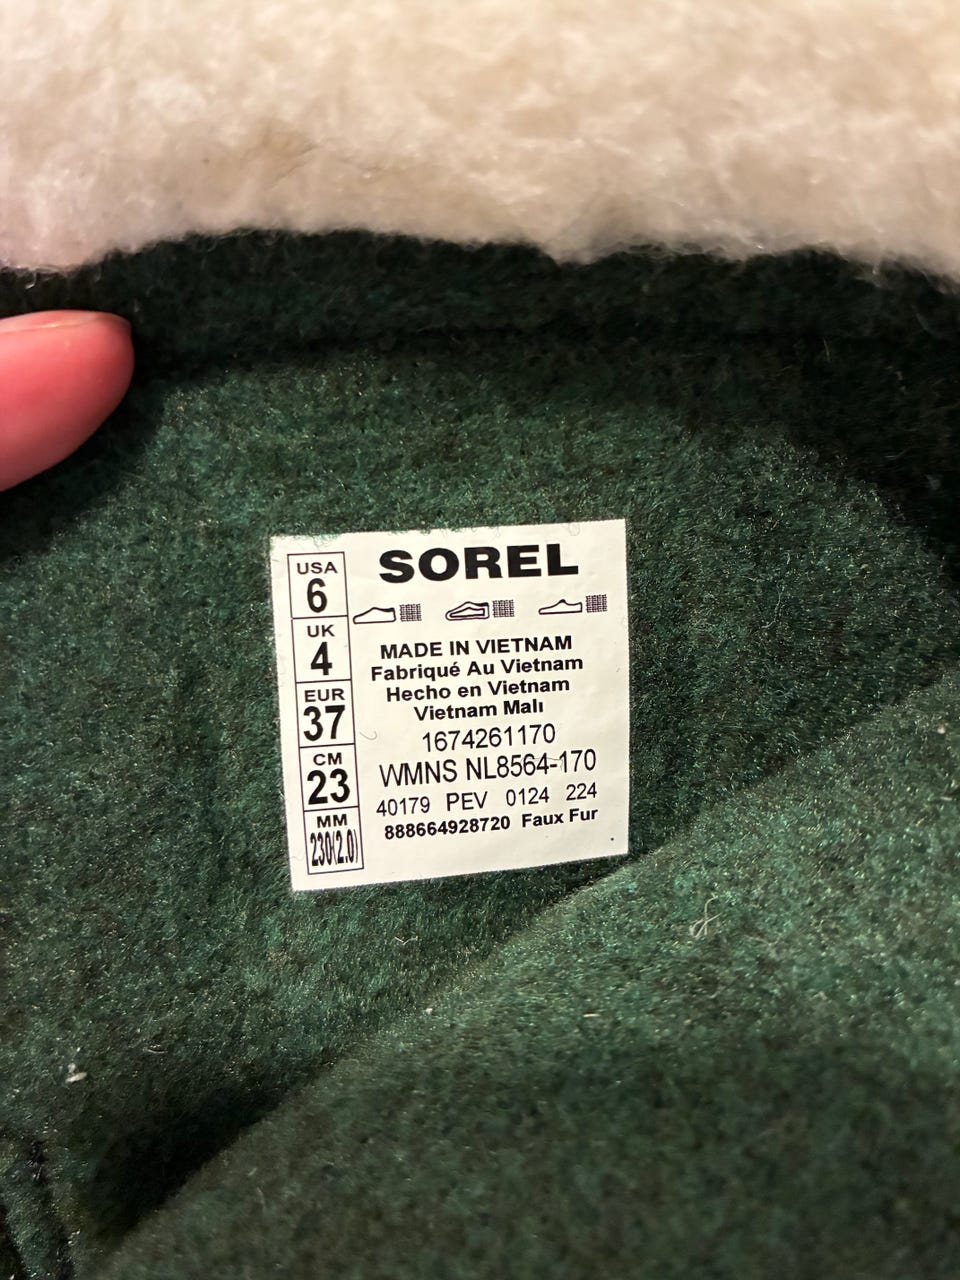 USA
6
UK
4
EUR
37
CM
23
MM
230(2.0)
SOREL
MADE IN VIETNAM
Fabriqué Au Vietnam
Hecho en Vietnam
Vietnam Malı
1674261170
WMNS NL8564-170
40179 PEV 0124 224
888664928720 Faux Fur